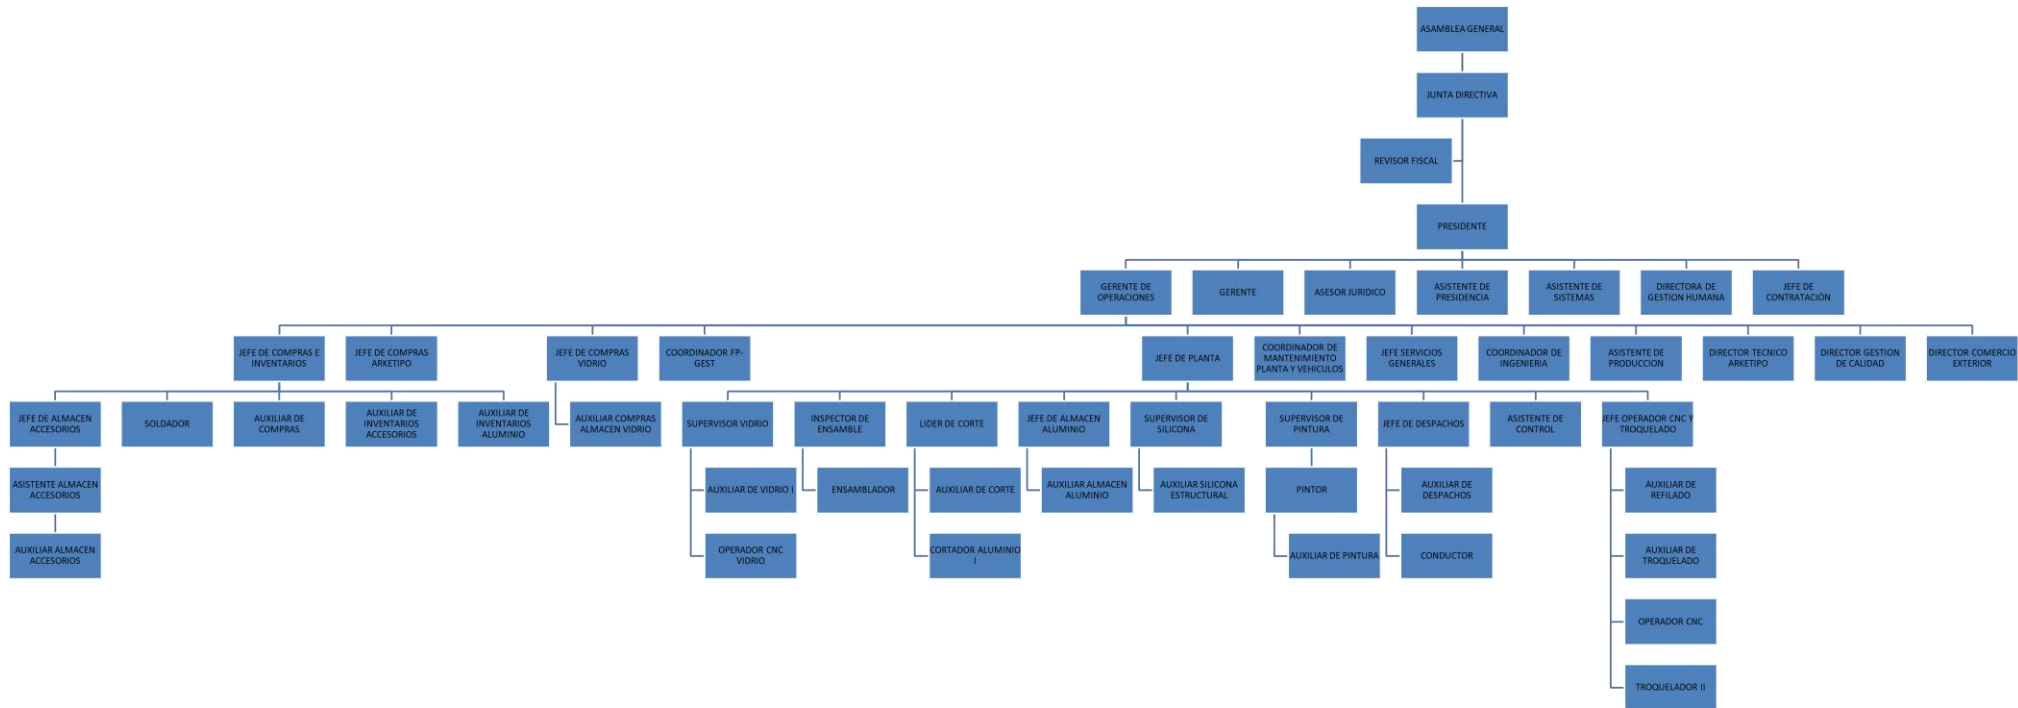 ASAMBLEA GENERAL
JUNTA DIRECTIVA
REVISOR FISCAL
PRESIDENTE
GERENTE DE
OPERACIONES
GERENTE
ASESOR JURIDICO
ASISTENTE DE
PRESIDENCIA
ASISTENTE DE
SISTEMAS
DIRECTORA DE
GESTION HUMANA
JEFE DE
CONTRATACIÓN
JEFE DE COMPRAS E
INVENTARIOS
JEFE DE COMPRAS
ARKETIPO
JEFE DE COMPRAS
VIDRIO
COORDINADOR FP-
GEST
JEFE DE PLANTA
COORDINADOR DE
MANTENIMIENTO
PLANTA Y VEHICULOS
JEFE SERVICIOS
GENERALES
COORDINADOR DE
INGENIERIA
ASISTENTE DE
PRODUCCION
DIRECTOR TECNICO
ARKETIPO
DIRECTOR GESTION
DE CALIDAD
DIRECTOR COMERCIO
EXTERIOR
JEFE DE ALMACEN
ACCESORIOS
SOLDADOR
AUXILIAR DE
COMPRAS
AUXILIAR DE
INVENTARIOS
ACCESORIOS
AUXILIAR DE
INVENTARIOS
ALUMINIO
AUXILIAR COMPRAS
ALMACEN VIDRIO
SUPERVISOR VIDRIO
INSPECTOR DE
ENSAMBLE
LIDER DE CORTE
JEFE DE ALMACEN
ALUMINIO
SUPERVISOR DE
SILICONA
SUPERVISOR DE
PINTURA
JEFE DE DESPACHOS
ASISTENTE DE
CONTROL
JEFE OPERADOR CNC Y
TROQUELADO
ASISTENTE ALMACEN
ACCESORIOS
AUXILIAR DE VIDRIO I
ENSAMBLADOR
AUXILIAR DE CORTE
AUXILIAR ALMACEN
ALUMINIO
AUXILIAR SILICONA
ESTRUCTURAL
PINTOR
AUXILIAR DE
DESPACHOS
AUXILIAR DE
REFILADO
AUXILIAR ALMACEN
ACCESORIOS
OPERADOR CNC
VIDRIO
CORTADOR ALUMINIO
I
AUXILIAR DE PINTURA
CONDUCTOR
AUXILIAR DE
TROQUELADO
OPERADOR CNC
TROQUELADOR II